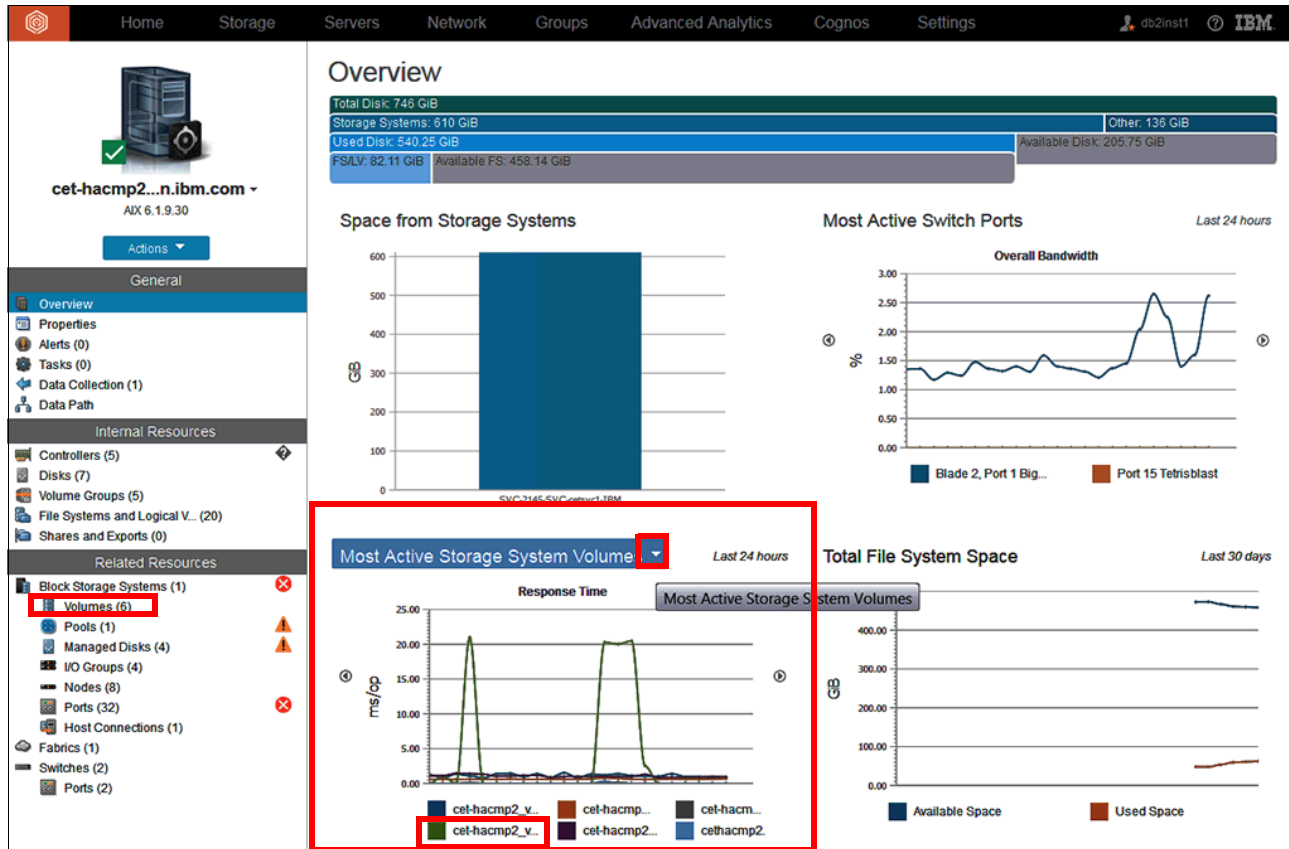 Home Storage Servers Network Groups Advanced Analytics Cognos Settings db2inst1 ? IBM.
cet-hacmp2...n.ibm.com
AIX 6.1.9.30
Actions
General
Overview
Properties
Alerts (0)
Tasks (0)
Data Collection (1)
Data Path
Internal Resources
Controllers (5) ?
Disks (7)
Volume Groups (5)
File Systems and Logical V... (20)
Shares and Exports (0)
Related Resources
Block Storage Systems (1)
Volumes (6)
Pools (1)
Managed Disks (4)
I/O Groups (4)
Nodes (8)
Ports (32)
Host Connections (1)
Fabrics (1)
Switches (2)
Ports (2)
Overview
Total Disk: 746 GiB
Storage Systems: 610 GiB Other: 136 GiB
Used Disk: 540.25 GiB Available Disk: 205.75 GiB
FS/LV: 82.11 GiB Available FS: 458.14 GiB
Space from Storage Systems
600
500
400
300
200
100
0
GiB
SVC-2145-SVC-cetsvc1-IBM
Most Active Switch Ports Last 24 hours
Overall Bandwidth
3.00
2.50
2.00
1.50
1.00
0.50
0.00
%
Blade 2, Port 1 Big... Port 15 Tetrisblast
Most Active Storage System Volumes Last 24 hours
Response Time
25.00
20.00
15.00
10.00
5.00
0.00
ms/op
cet-hacmp2_v... cet-hacmp... cet-hacm...
cet-hacmp2_v... cet-hacmp2... cethacmp2.
Most Active Storage System Volumes
Total File System Space Last 30 days
400.00
300.00
200.00
100.00
0.00
GiB
Available Space Used Space